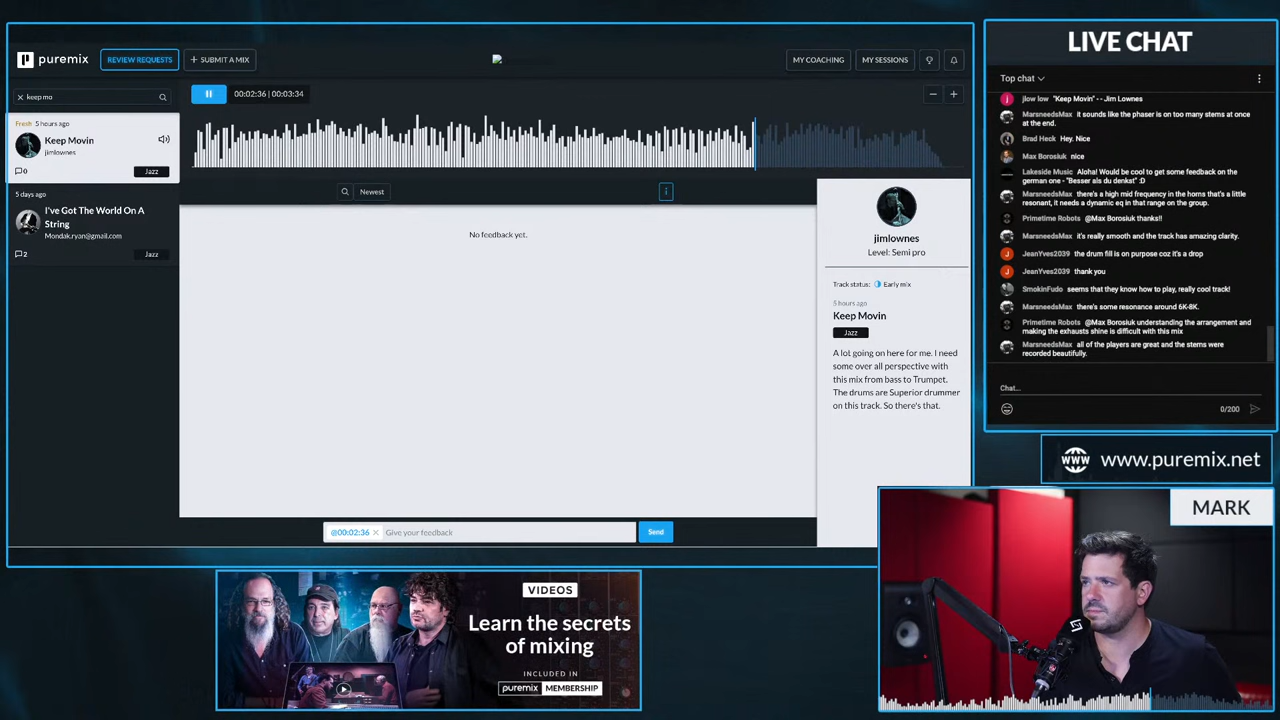 puremix
REVIEW REQUESTS
+ SUBMIT A MIX
MY COACHING
MY SESSIONS
keep mo
00:02:36 | 00:03:34
Fresh 5 hours ago
Keep Movin
jimlownes
0
Jazz
5 days ago
I've Got The World On A
String
Mondak.ryan@gmail.com
2
Jazz
Newest
No feedback yet.
@00:02:36
Give your feedback
Send
jimlownes
Level: Semi pro
Track status: Early mix
5 hours ago
Keep Movin
Jazz
A lot going on here for me. I need
some over all perspective with
this mix from bass to Trumpet.
The drums are Superior drummer
on this track. So there's that.
LIVE CHAT
Top chat
jlow low "Keep Movin" -- Jim Lownes
MarsneedsMax it sounds like the phaser is on too many stems at once
at the end.
Brad Heck Hey. Nice
Max Borosiuk nice
Lakeside Music Aloha! Would be cool to get some feedback on the
german one - "Besser als du denkst" :D
MarsneedsMax there's a high mid frequency in the horns that's a little
resonant, it needs a dynamic eq in that range on the group.
Primetime Robots @Max Borosiuk thanks!!
MarsneedsMax it's really smooth and the track has amazing clarity.
JeanYves2039 the drum fill is on purpose coz it's a drop
JeanYves2039 thank you
SmokinFudo seems that they know how to play, really cool track!
MarsneedsMax there's some resonance around 6K-8K.
Primetime Robots @Max Borosiuk understanding the arrangement and
making the exhausts shine is difficult with this mix
MarsneedsMax all of the players are great and the stems were
recorded beautifully.
Chat...
0/200
WWW
www.puremix.net
MARK
VIDEOS
Learn the secrets
of mixing
INCLUDED IN
puremix MEMBERSHIP